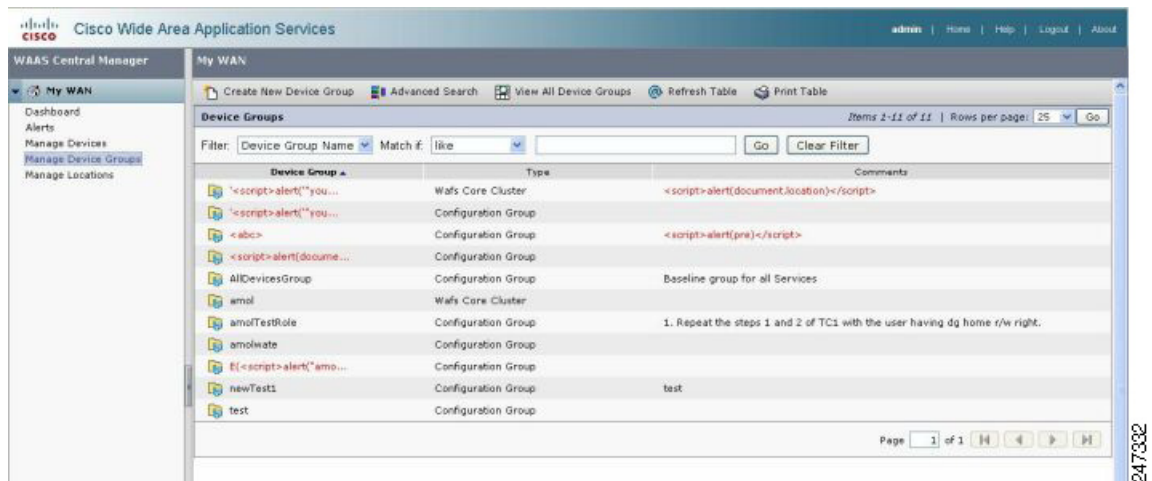 CISCO Cisco Wide Area Application Services admin | Home | Help | Logout | About
WAAS Central Manager
My WAN
My WAN
Dashboard
Alerts
Manage Devices
Manage Device Groups
Manage Locations
Create New Device Group Advanced Search View All Device Groups Refresh Table Print Table
Device Groups Items 1-11 of 11 | Rows per page: 25 Go
Filter: Device Group Name Match if: like Go Clear Filter
Device Group Type Comments
'<script>alert('"you... Wafs Core Cluster <script>alert(document.location)</script>
'<script>alert('"you... Configuration Group
<abc> Configuration Group <script>alert(pre)</script>
<script>alert(docume... Configuration Group
AllDevicesGroup Configuration Group Baseline group for all Services
amol Wafs Core Cluster
amolTestRole Configuration Group 1. Repeat the steps 1 and 2 of TC1 with the user having dg home r/w right.
amolwate Configuration Group
Configuration Group
newTest1 Configuration Group test
test Configuration Group
Page 1 of 1
247332